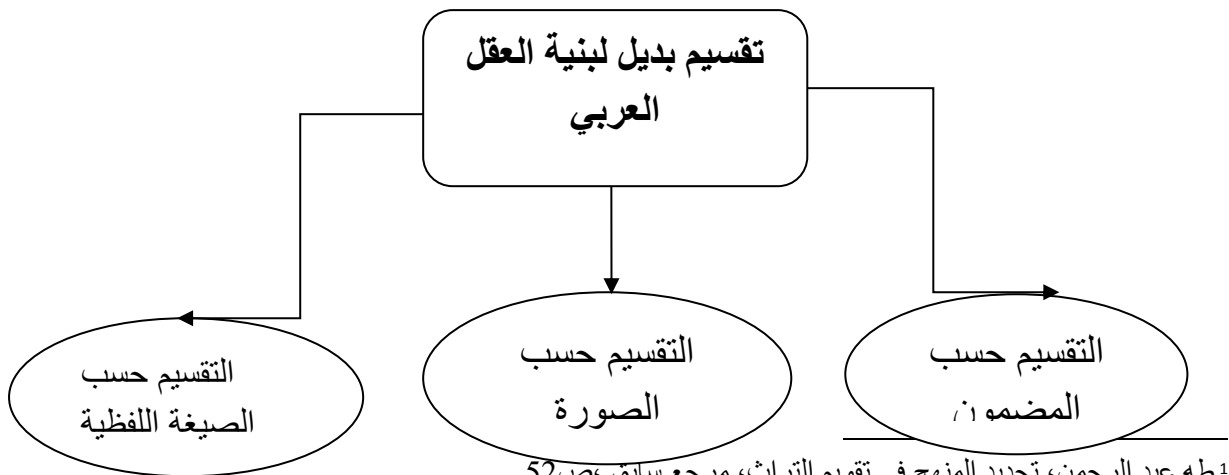 تقسيم بديل لبنية العقل
العربي
التقسيم حسب
المضمون
التقسيم حسب
الصورة
التقسيم حسب
الصيغة اللفظية
طه عبد الرحمن، تجديد المنهج في تقويم التراث، مرجع سابق، ص52